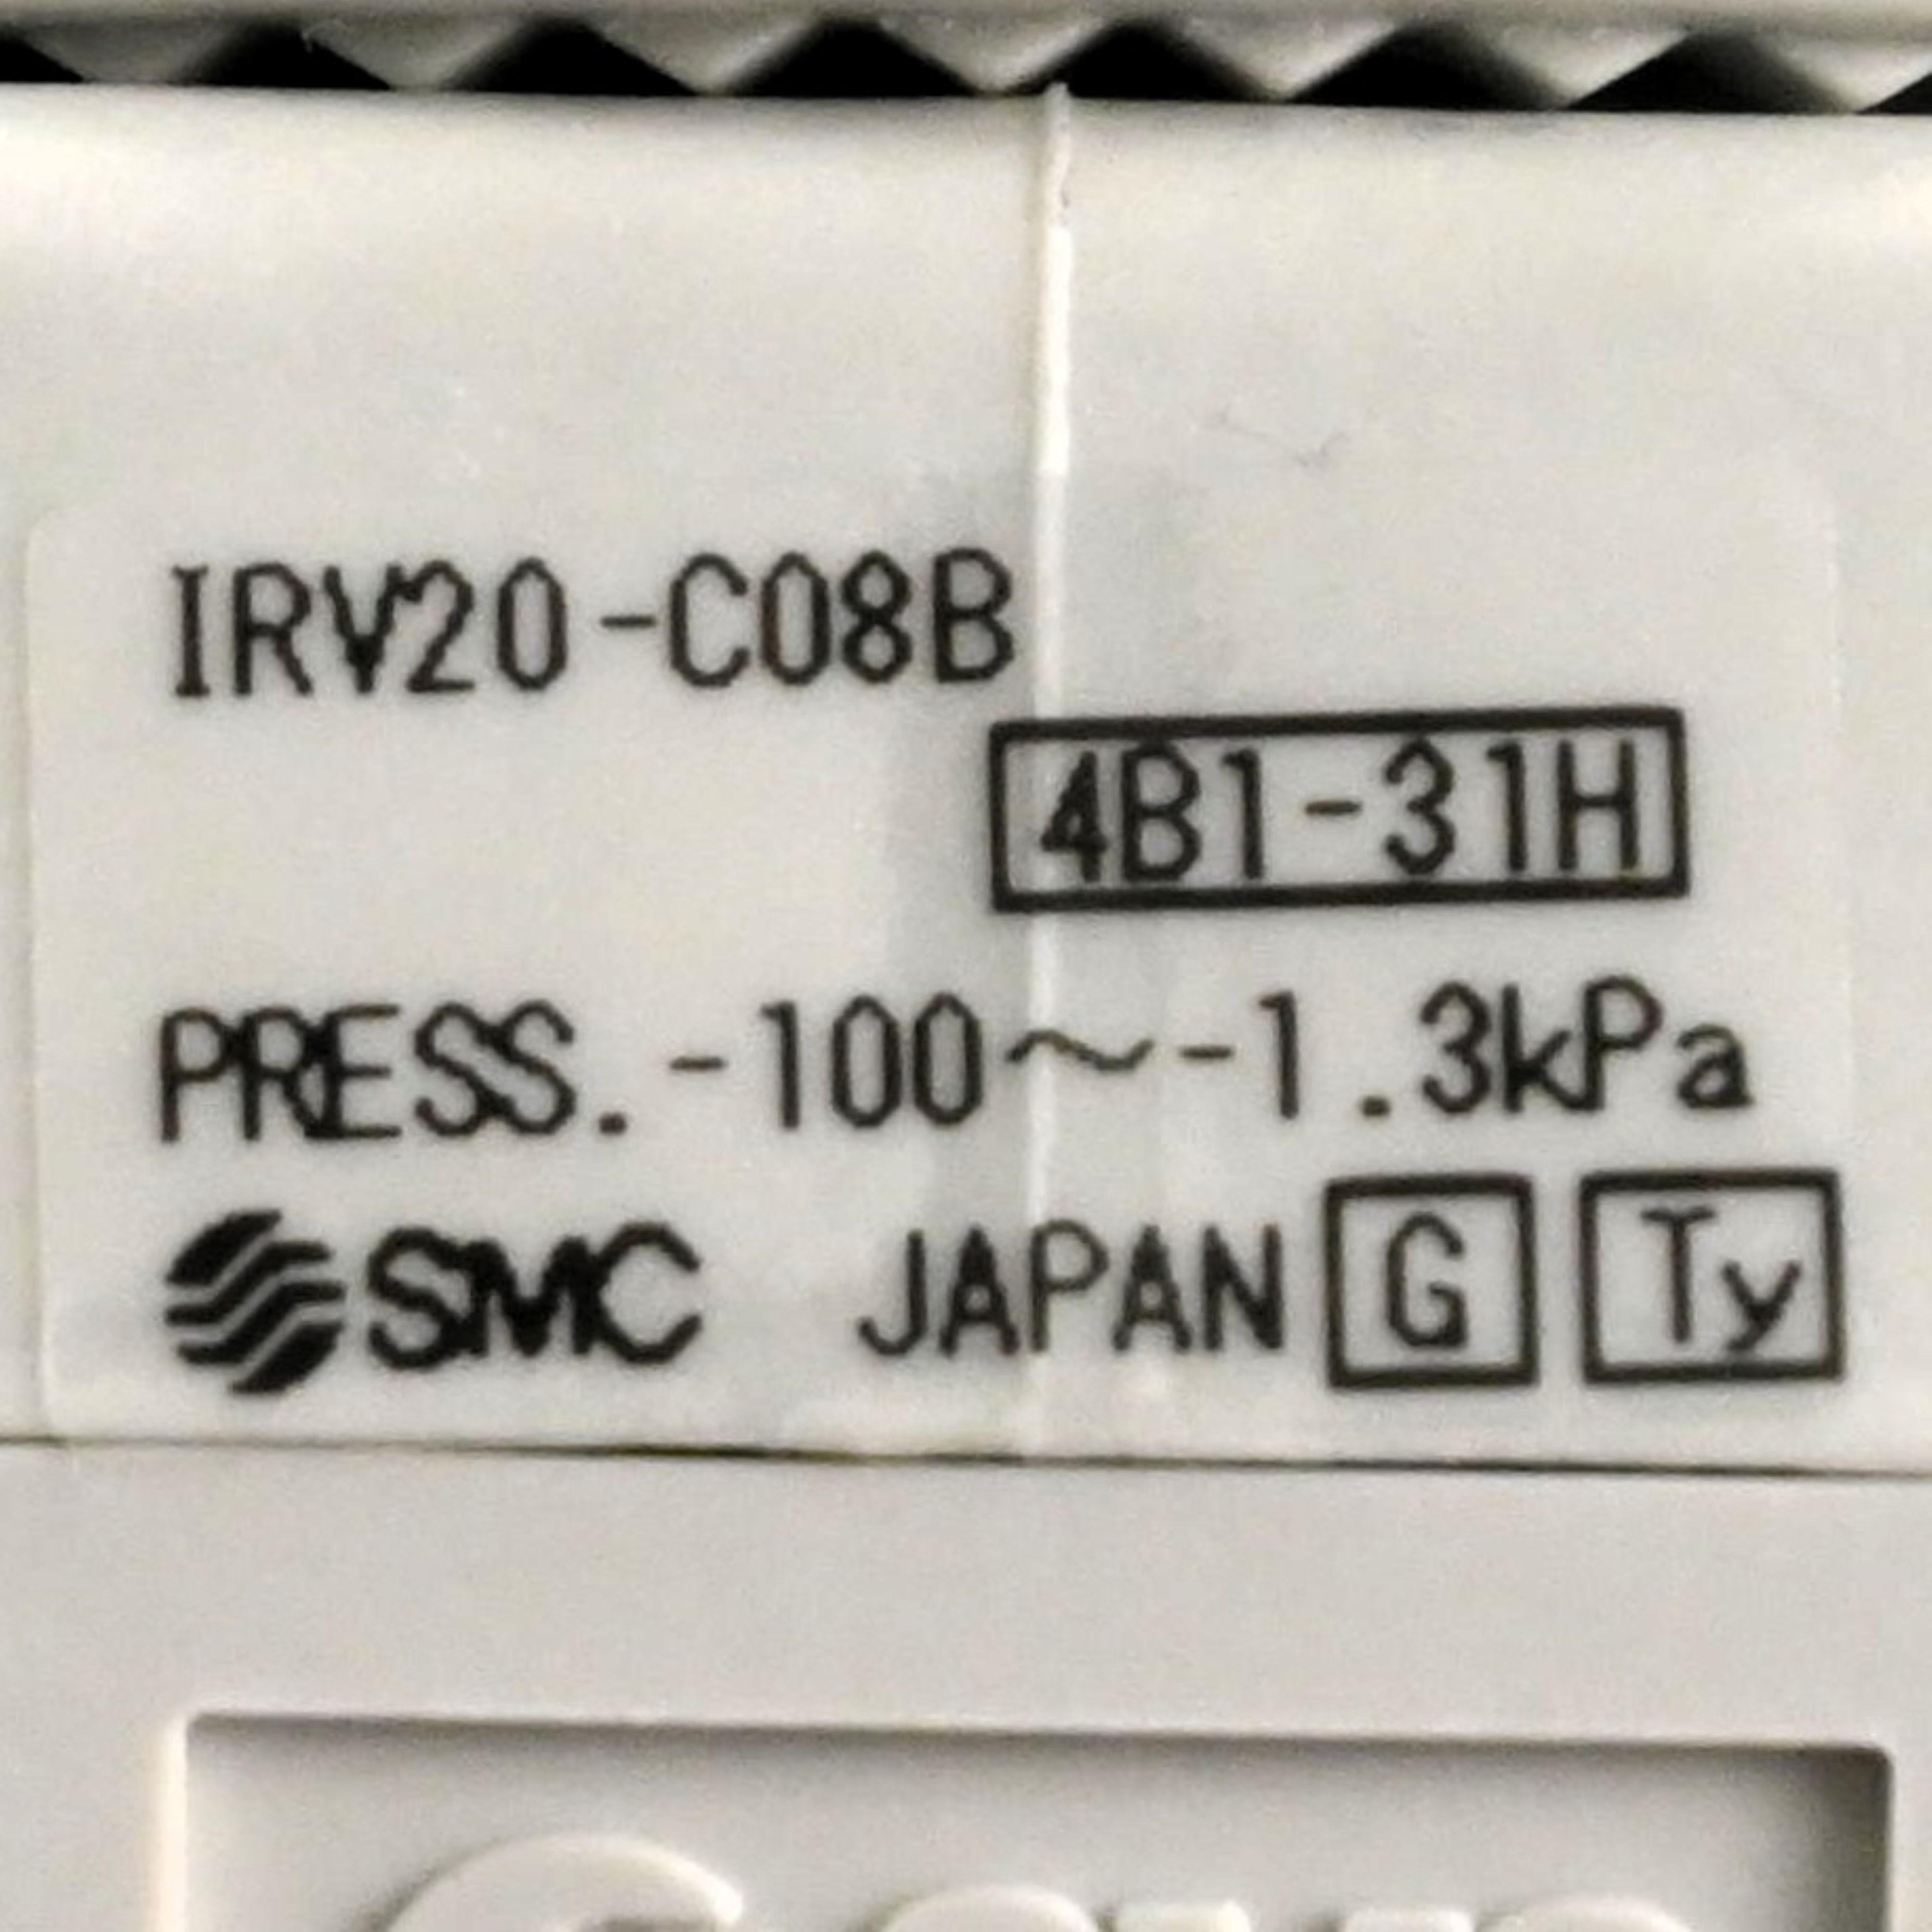 IRV20-C08B
4B1-31H
PRESS.-100~-1.3kPa
SMC JAPAN G Ty